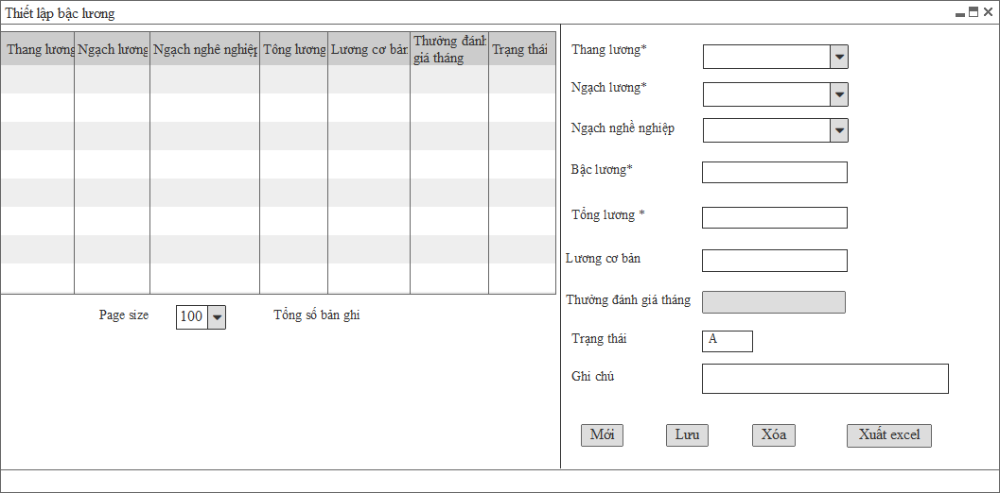 Thiết lập bậc lương
Thang lương
Ngạch lương
Ngạch nghề nghiệp
Tổng lương
Lương cơ bản
Thưởng đánh
giá tháng
Trạng thái
Page size
100
Tổng số bản ghi
Thang lương*
Ngạch lương*
Ngạch nghề nghiệp
Bậc lương*
Tổng lương *
Lương cơ bản
Thưởng đánh giá tháng
Trạng thái
A
Ghi chú
Mới
Lưu
Xóa
Xuất excel